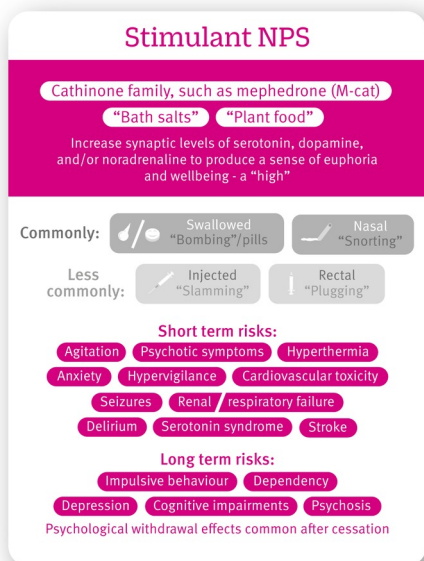 Stimulant NPS
Cathinone family, such as mephedrone (M-cat)
“Bath salts” “Plant food”
Increase synaptic levels of serotonin, dopamine,
and/or noradrenaline to produce a sense of euphoria
and wellbeing - a “high”
Commonly: Swallowed “Bombing”/pills Nasal “Snorting”
Less commonly: Injected “Slamming” Rectal “Plugging”
Short term risks:
Agitation Psychotic symptoms Hyperthermia
Anxiety Hypervigilance Cardiovascular toxicity
Seizures Renal / respiratory failure
Delirium Serotonin syndrome Stroke
Long term risks:
Impulsive behaviour Dependency
Depression Cognitive impairments Psychosis
Psychological withdrawal effects common after cessation